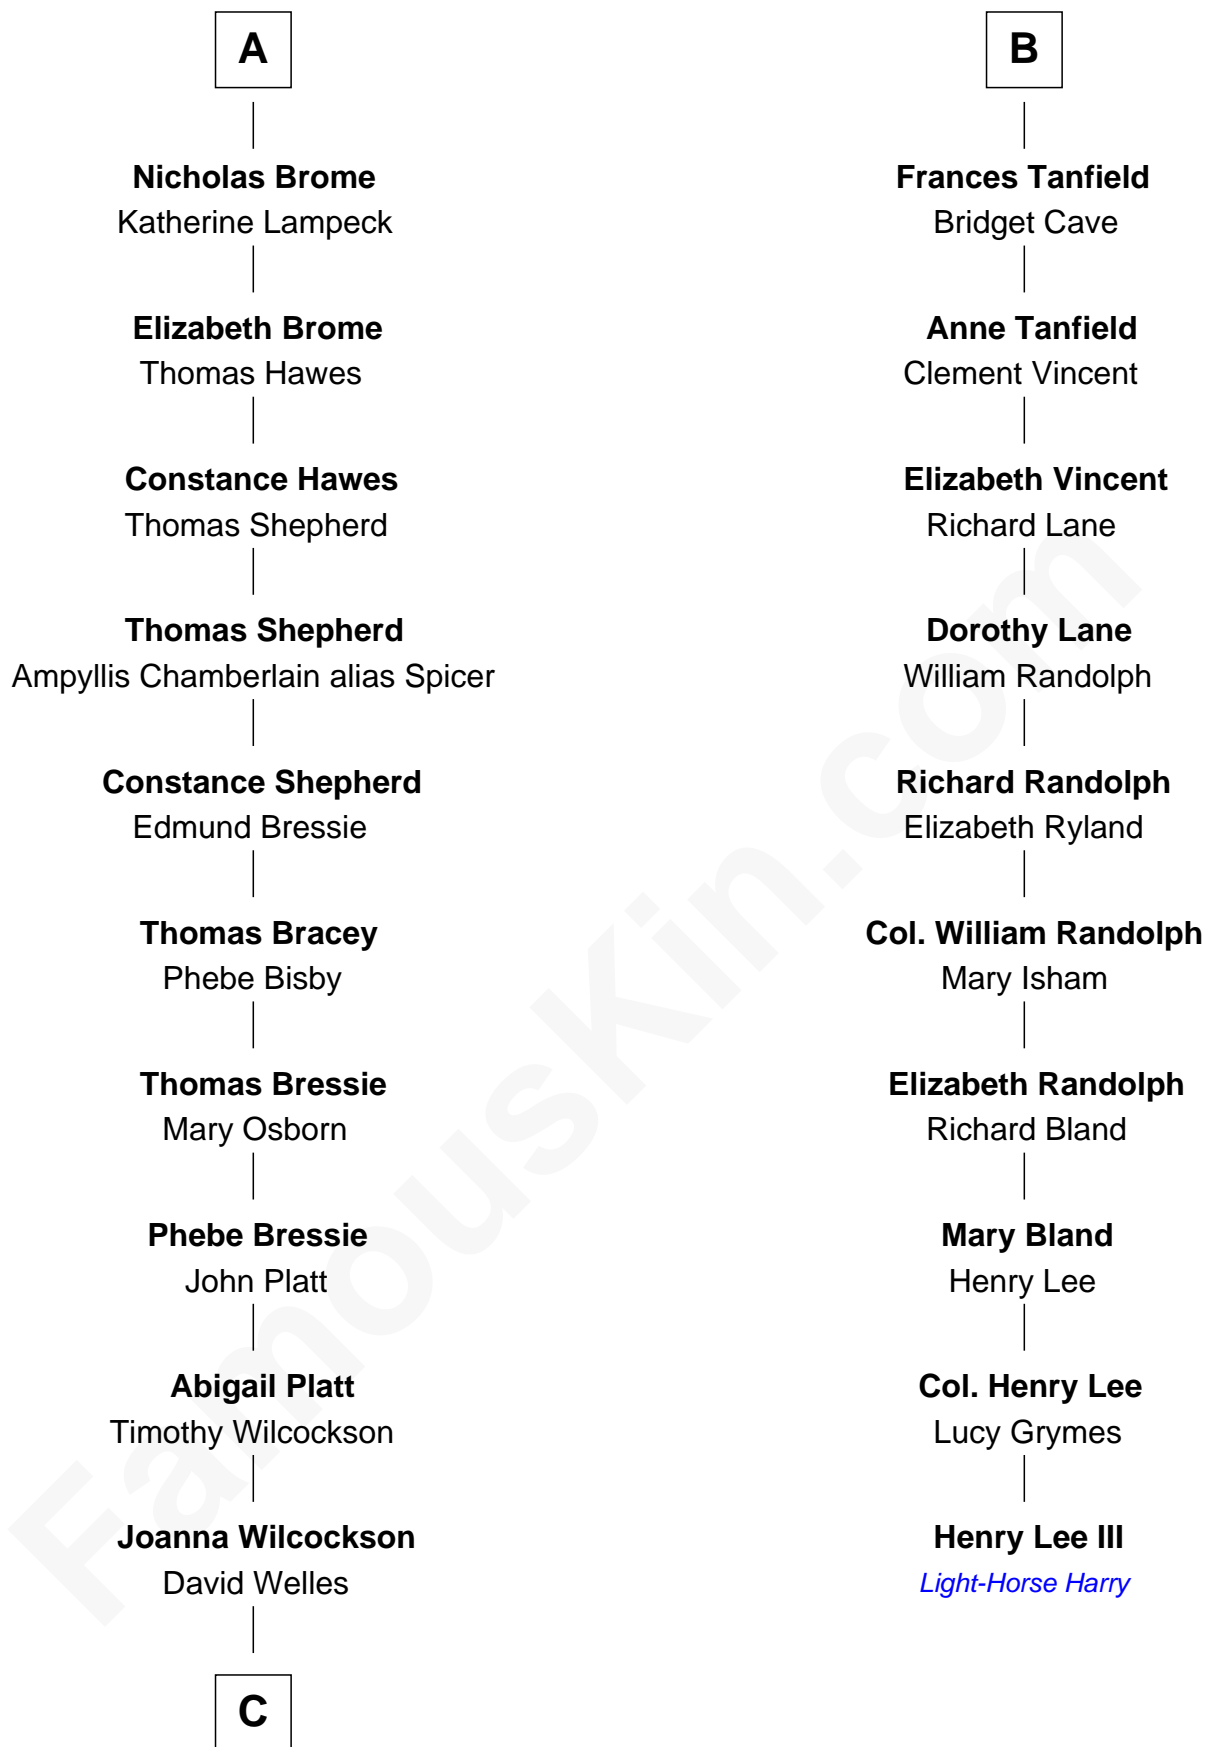 A
Nicholas Brome
Katherine Lampeck
Elizabeth Brome
Thomas Hawes
Constance Hawes
Thomas Shepherd
Thomas Shepherd
Ampyllis Chamberlain alias Spicer
Constance Shepherd
Edmund Bressie
Thomas Bracey
Phebe Bisby
Thomas Bressie
Mary Osborn
Phebe Bressie
John Platt
Abigail Platt
Timothy Wilcockson
Joanna Wilcockson
David Welles
C
B
Frances Tanfield
Bridget Cave
Anne Tanfield
Clement Vincent
Elizabeth Vincent
Richard Lane
Dorothy Lane
William Randolph
Richard Randolph
Elizabeth Ryland
Col. William Randolph
Mary Isham
Elizabeth Randolph
Richard Bland
Mary Bland
Henry Lee
Col. Henry Lee
Lucy Grymes
Henry Lee III
Light-Horse Harry
FamousKin.com